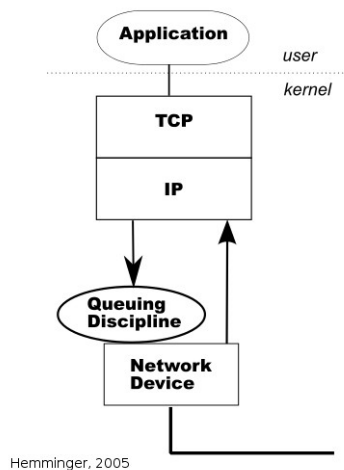 Application
user
kernel
TCP
IP
Queuing
Discipline
Network
Device
Hemminger, 2005